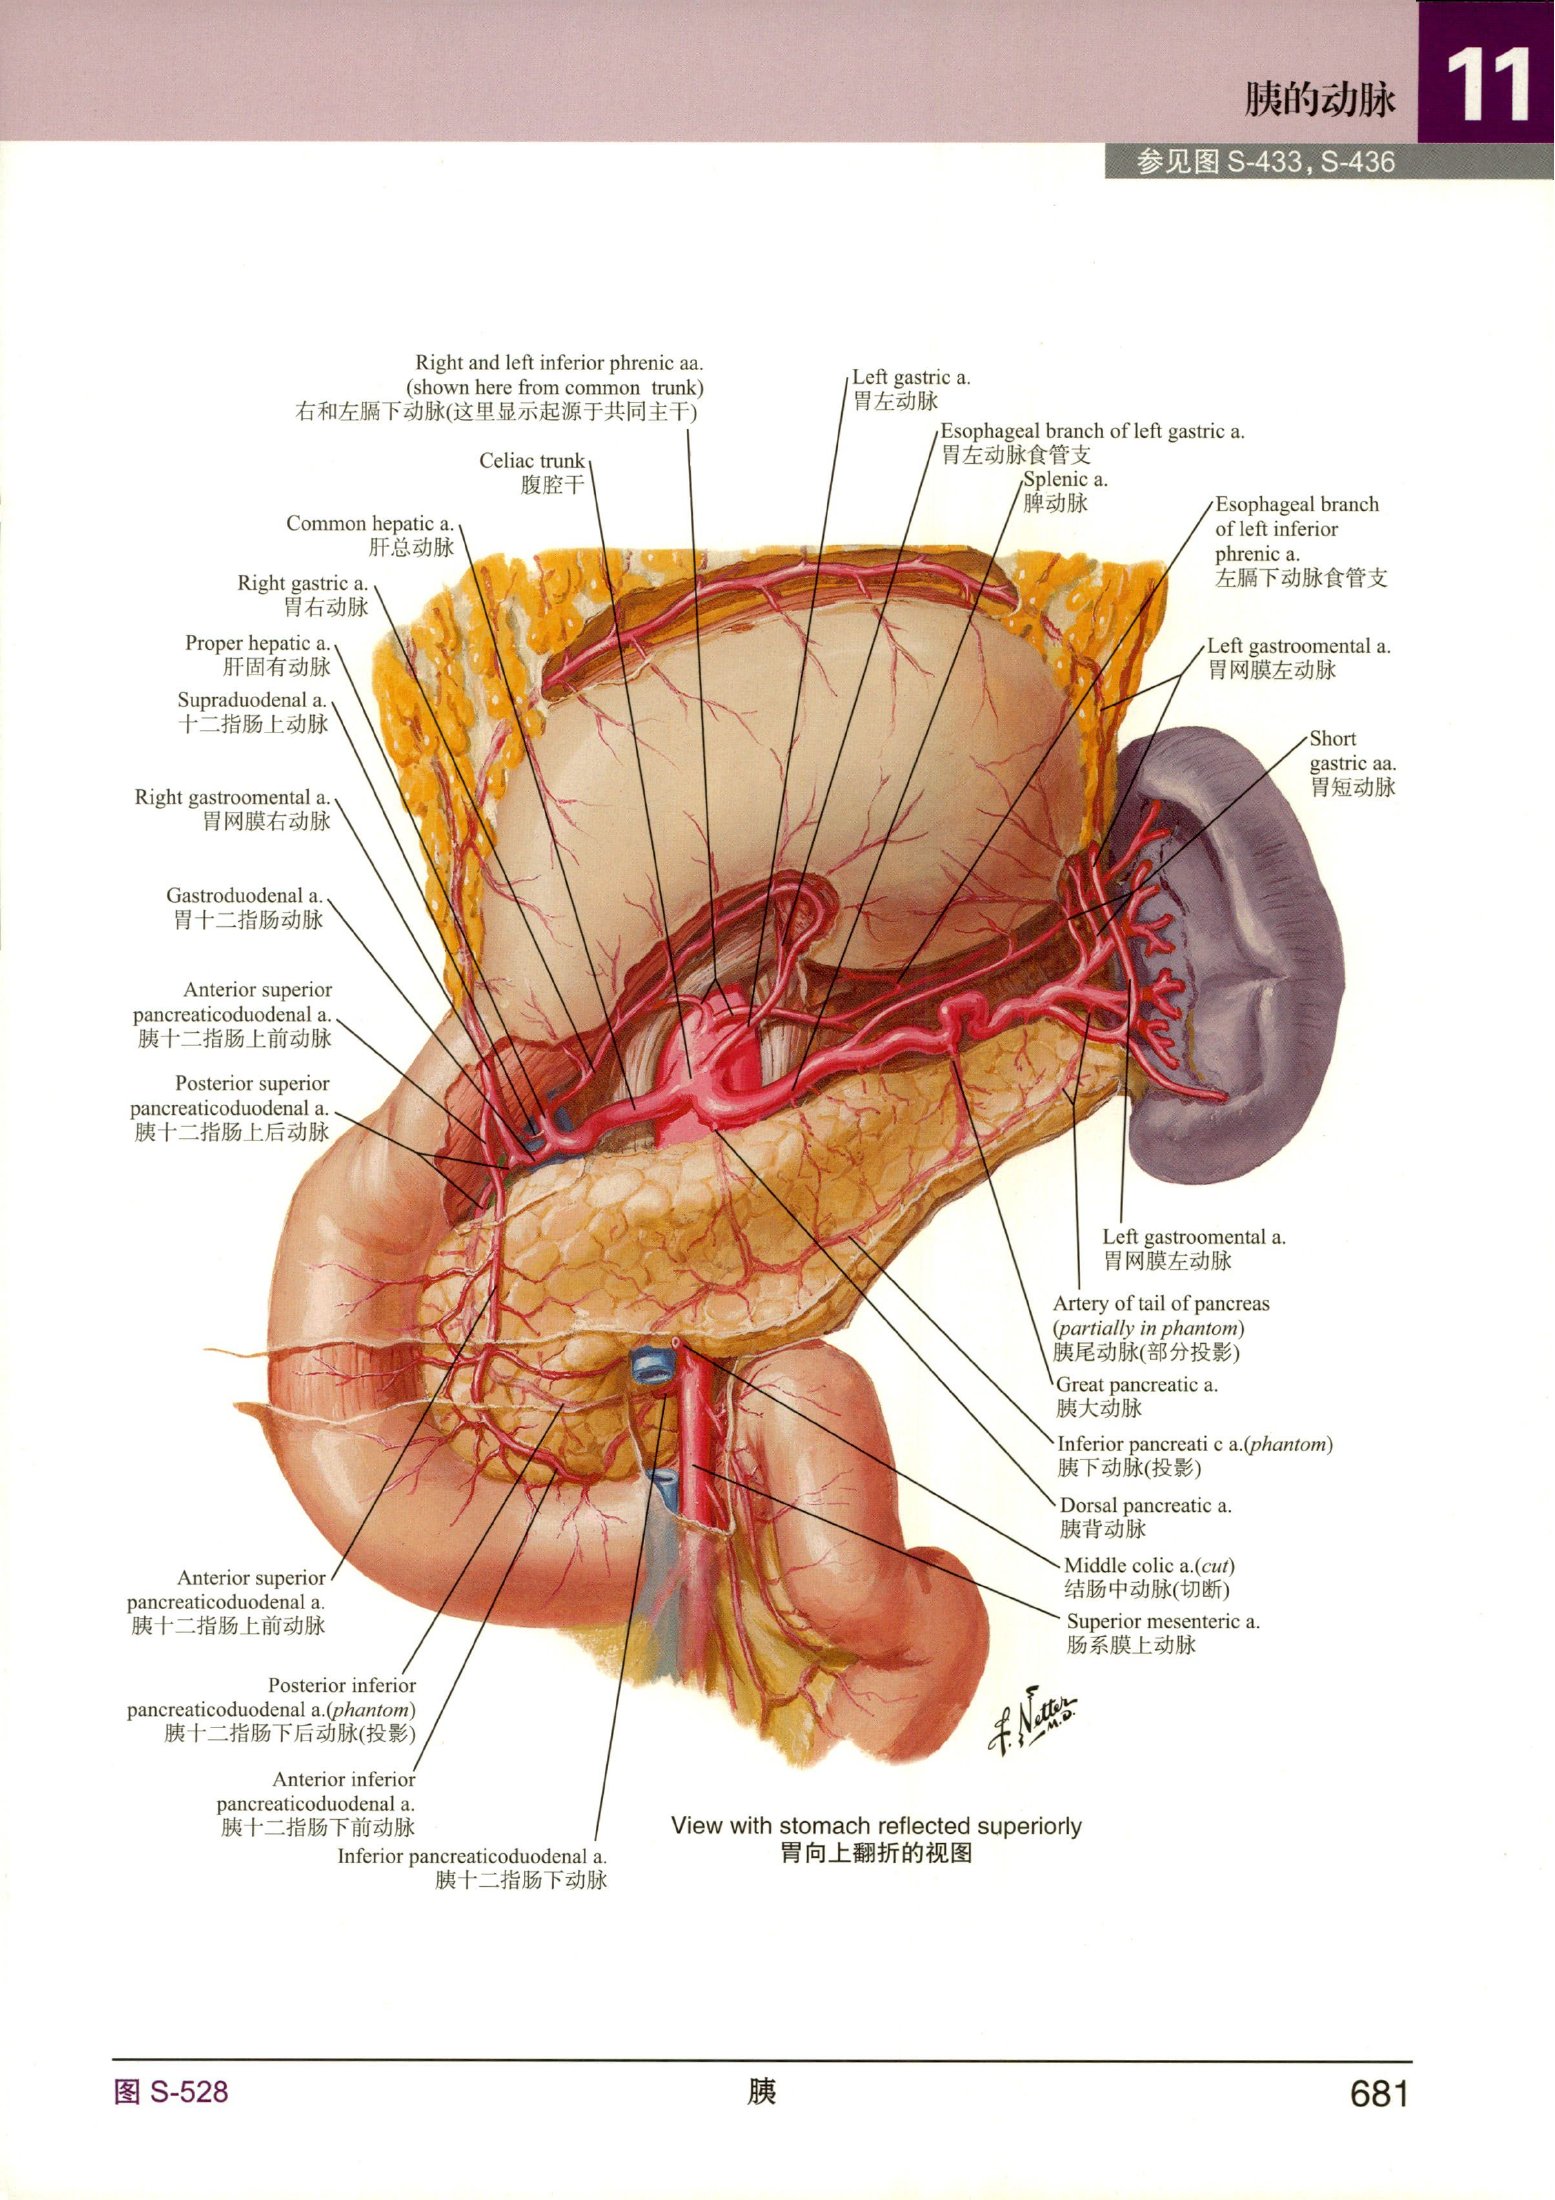 胰的动脉
11
参见图 S-433, S-436
Right and left inferior phrenic aa.
(shown here from common trunk)
右和左膈下动脉(这里显示起源于共同主干)
Celiac trunk
腹腔干
Common hepatic a.
肝总动脉
Right gastric a.
胃右动脉
Proper hepatic a.
肝固有动脉
Supraduodenal a.
十二指肠上动脉
Right gastroomental a.
胃网膜右动脉
Gastroduodenal a.
胃十二指肠动脉
Anterior superior
pancreaticoduodenal a.
胰十二指肠上前动脉
Posterior superior
pancreaticoduodenal a.
胰十二指肠上后动脉
Left gastric a.
胃左动脉
Esophageal branch of left gastric a.
胃左动脉食管支
Splenic a.
脾动脉
Esophageal branch
of left inferior
phrenic a.
左膈下动脉食管支
Left gastroomental a.
胃网膜左动脉
Short
gastric aa.
胃短动脉
Left gastroomental a.
胃网膜左动脉
Artery of tail of pancreas
(partially in phantom)
胰尾动脉(部分投影)
Great pancreatic a.
胰大动脉
Inferior pancreati c a.(phantom)
胰下动脉(投影)
Dorsal pancreatic a.
胰背动脉
Middle colic a.(cut)
结肠中动脉(切断)
Superior mesenteric a.
肠系膜上动脉
Anterior superior
pancreaticoduodenal a.
胰十二指肠上前动脉
Posterior inferior
pancreaticoduodenal a.(phantom)
胰十二指肠下后动脉(投影)
Anterior inferior
pancreaticoduodenal a.
胰十二指肠下前动脉
Inferior pancreaticoduodenal a.
胰十二指肠下动脉
F. Netter
M.D.
View with stomach reflected superiorly
胃向上翻折的视图
图 S-528
胰
681